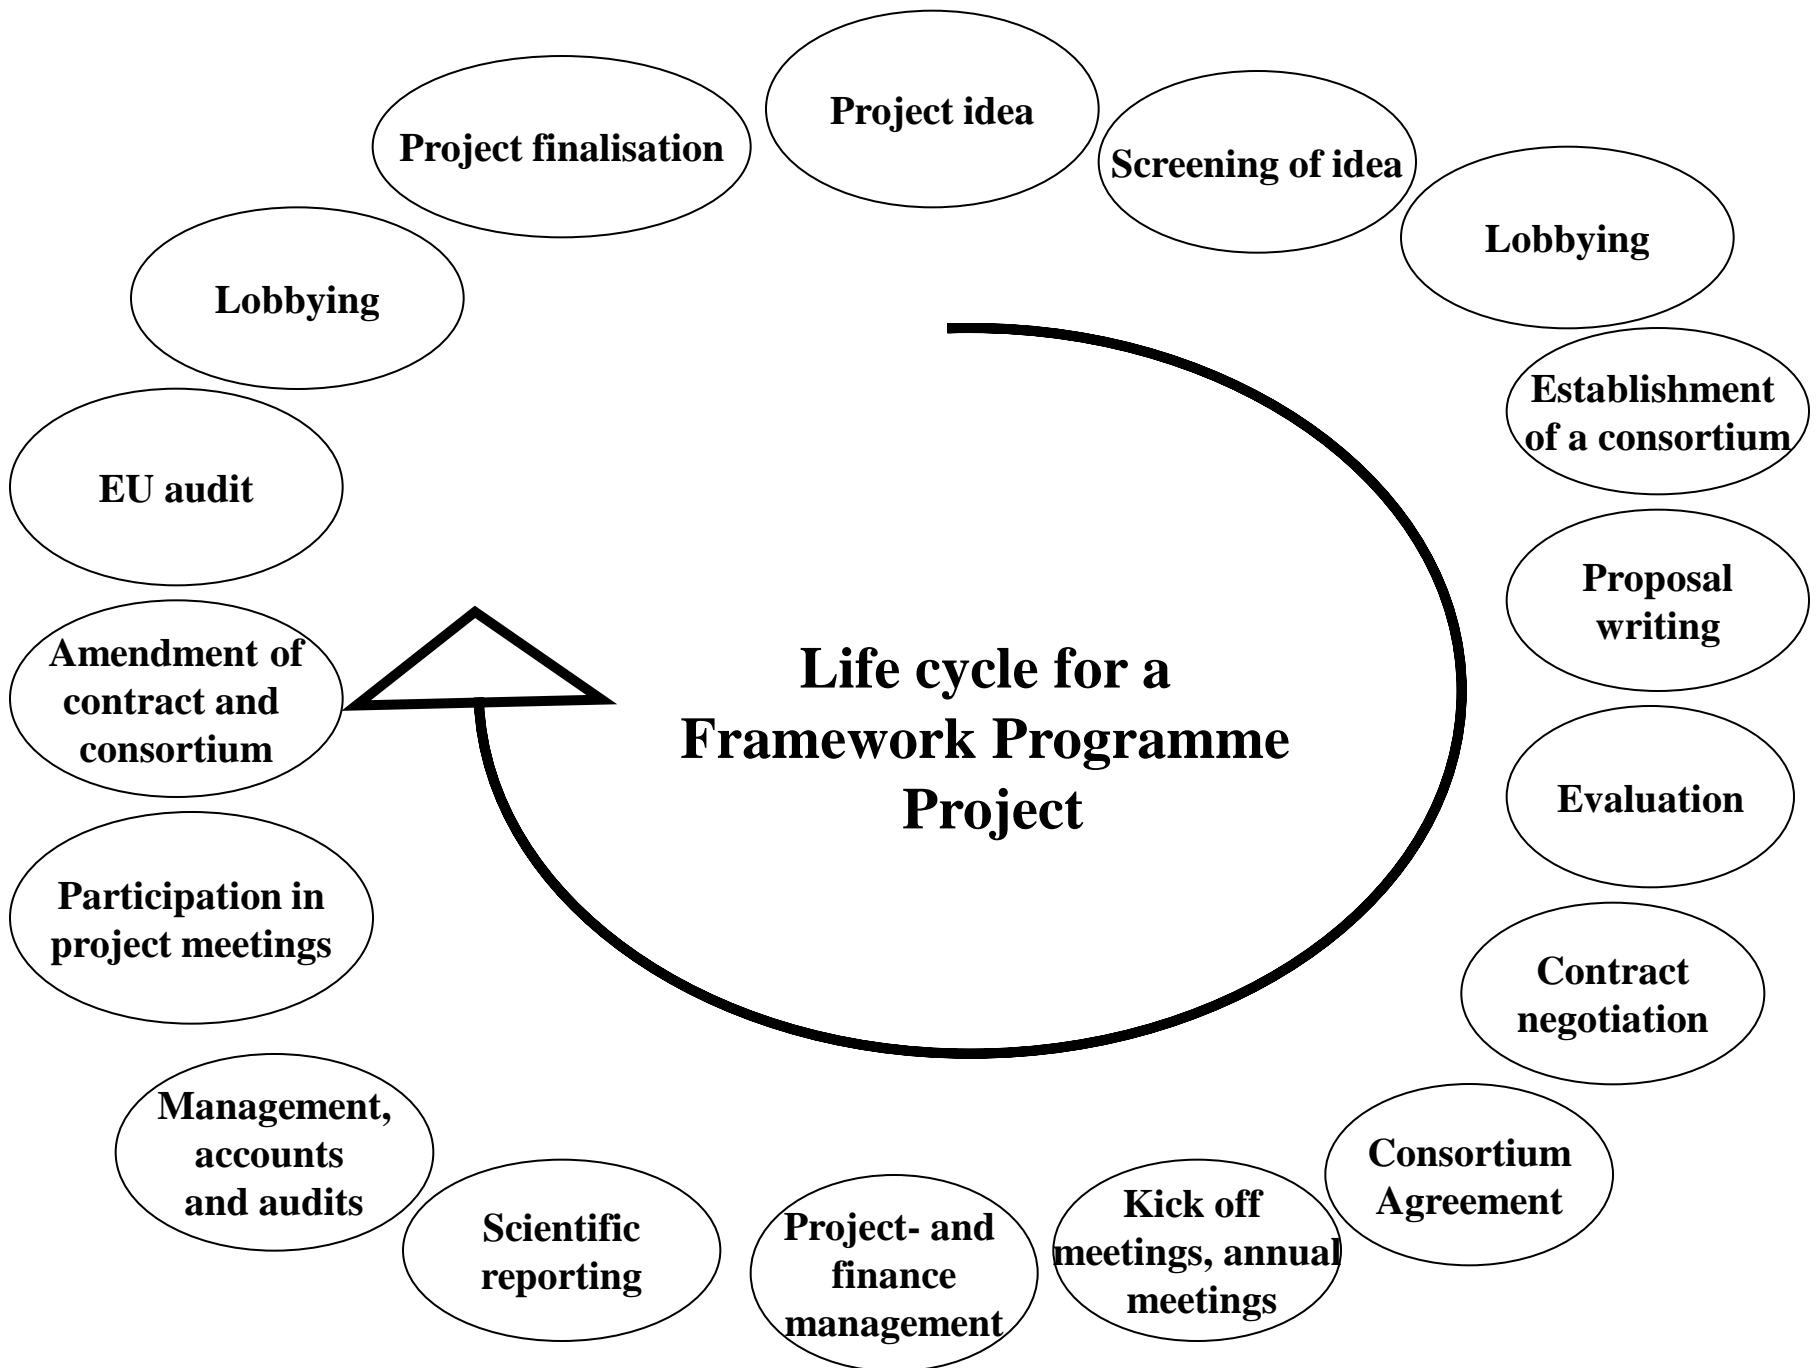 Project idea
Screening of idea
Lobbying
Establishment
of a consortium
Proposal
writing
Evaluation
Contract
negotiation
Consortium
Agreement
Kick off
meetings, annual
meetings
Project- and
finance
management
Scientific
reporting
Management,
accounts
and audits
Participation in
project meetings
Amendment of
contract and
consortium
EU audit
Lobbying
Project finalisation
Life cycle for a
Framework Programme
Project